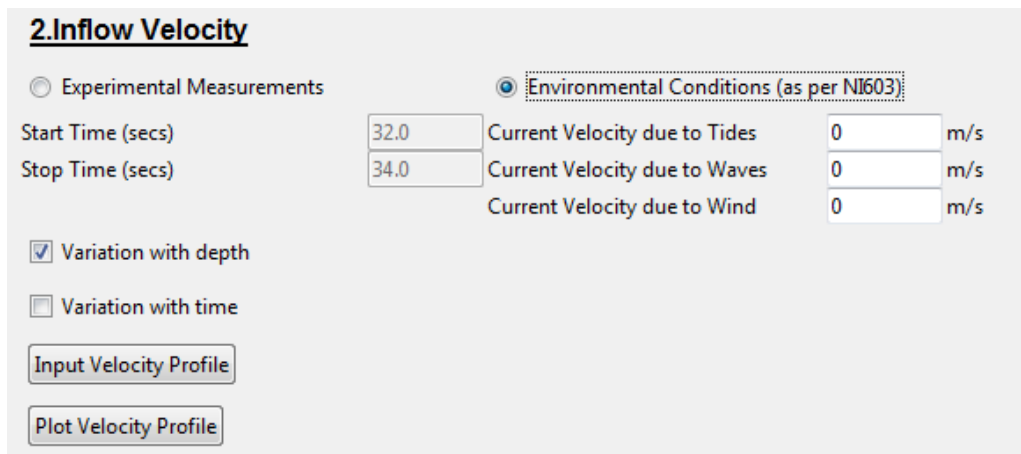 2.Inflow Velocity
Experimental Measurements Environmental Conditions (as per NI603)
Start Time (secs) 32.0 Current Velocity due to Tides 0 m/s
Stop Time (secs) 34.0 Current Velocity due to Waves 0 m/s
Current Velocity due to Wind 0 m/s
Variation with depth
Variation with time
Input Velocity Profile
Plot Velocity Profile